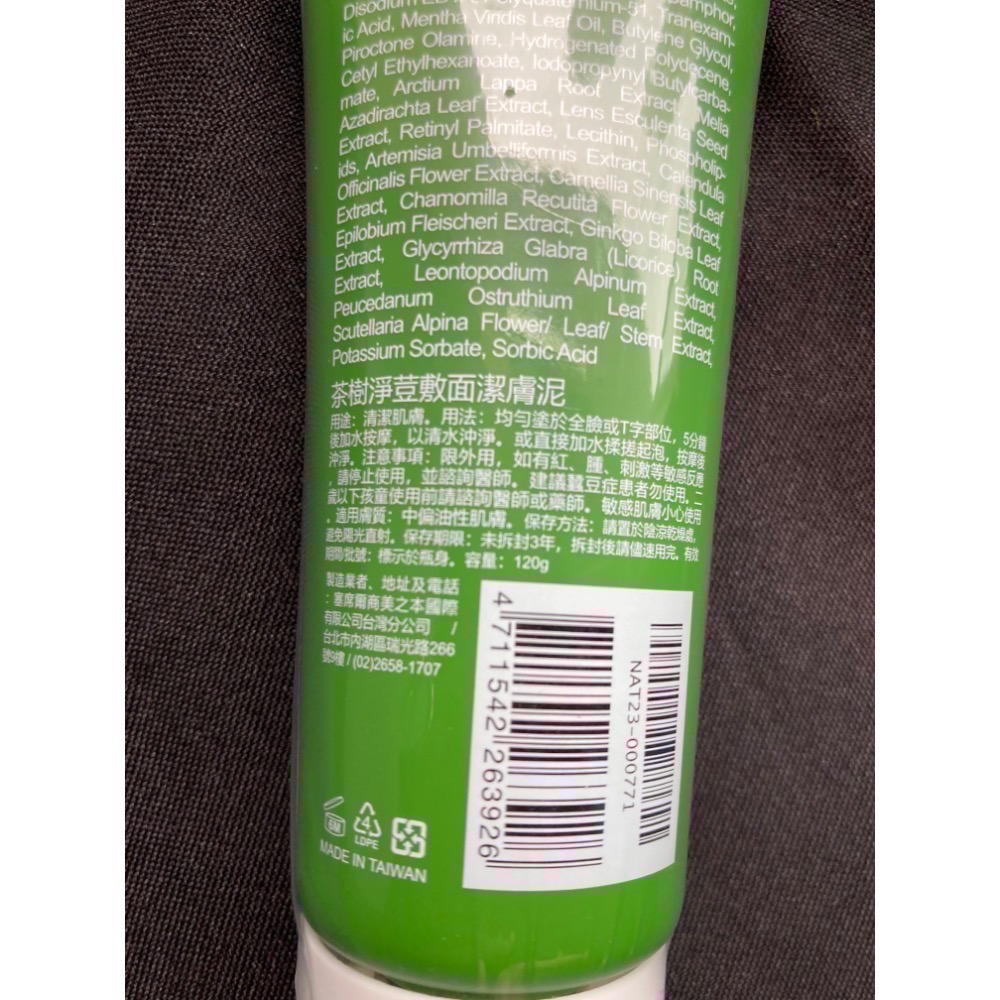 Disodium Polyquaternium-51, Tranexam-
ic Acid, Mentha Viridis Leaf Oil, Butylene Glycol,
Piroctone Olamine, Hydrogenated Polydecene,
Cetyl Ethylhexanoate, Iodopropynyl Butylcarba-
mate, Arctium Lappa Root Extract, Melia
Azadirachta Leaf Extract, Lens Esculenta Seed
Extract, Retinyl Palmitate, Lecithin, Phospholip-
ids, Artemisia Umbelliformis Extract, Calendula
Officinalis Flower Extract, Camellia Sinensis Leaf
Extract, Chamomilla Recutita Flower Extract,
Epilobium Fleischeri Extract, Ginkgo Biloba Leaf
Extract, Glycyrrhiza Glabra (Licorice) Root
Extract, Leontopodium Alpinum Extract,
Peucedanum Ostruthium Leaf Extract,
Scutellaria Alpina Flower/ Leaf/ Stem Extract,
Potassium Sorbate, Sorbic Acid
茶樹淨荳敷面潔膚泥
用途：清潔肌膚。用法：均勻塗於全臉或T字部位，5分鐘
後加水按摩，以清水沖淨。或直接加水揉搓起泡，按摩後
沖淨。注意事項：限外用，如有紅、腫、刺激等敏感反應
，請停止使用，並諮詢醫師。建議蠶豆症患者勿使用。二
歲以下孩童使用前請諮詢醫師或藥師。敏感肌膚小心使用
。適用膚質：中偏油性肌膚。保存方法：請置於陰涼乾燥處，
避免陽光直射。保存期限：未拆封3年，拆封後請儘速用完。有效
期間/批號：標示於瓶身。容量：120g
製造業者、地址及電話
：塞席爾商美之本國際
有限公司台灣分公司 /
台北市內湖區瑞光路266
號9樓 / (02)2658-1707
4 711542 263926
NAT23-000771
6M
4
LDPE
MADE IN TAIWAN